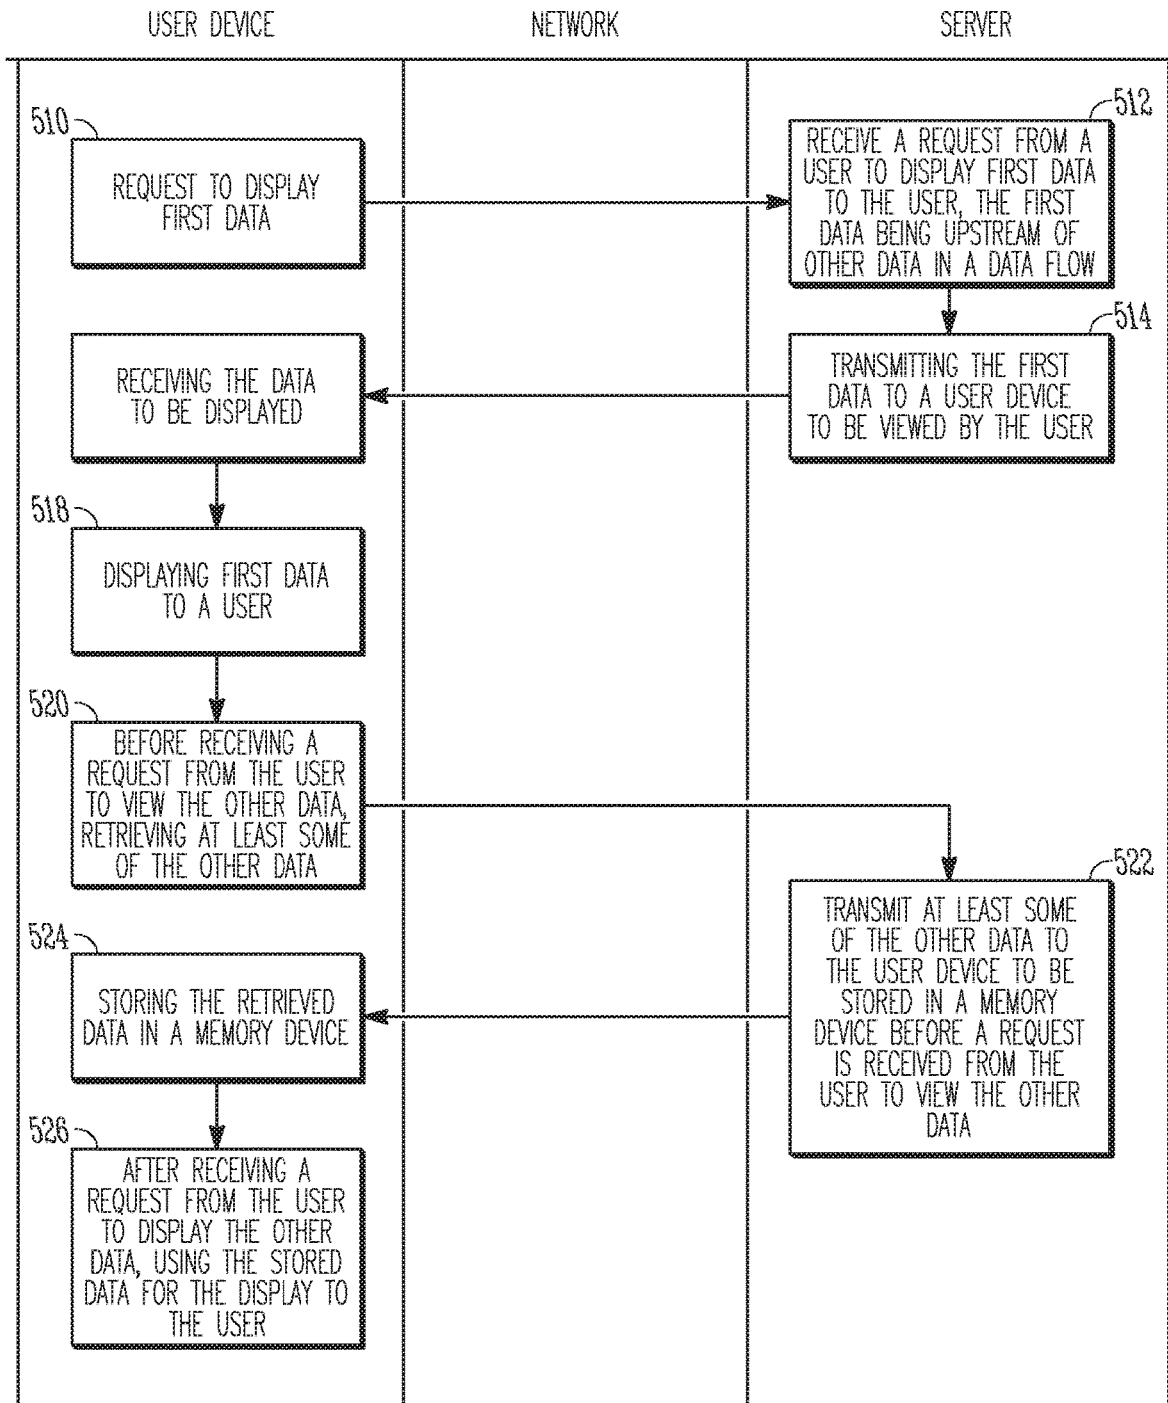 USER DEVICE
NETWORK
SERVER
510
REQUEST TO DISPLAY
FIRST DATA
512
RECEIVE A REQUEST FROM A
USER TO DISPLAY FIRST DATA
TO THE USER, THE FIRST
DATA BEING UPSTREAM OF
OTHER DATA IN A DATA FLOW
514
TRANSMITTING THE FIRST
DATA TO A USER DEVICE
TO BE VIEWED BY THE USER
RECEIVING THE DATA
TO BE DISPLAYED
518
DISPLAYING FIRST DATA
TO A USER
520
BEFORE RECEIVING A
REQUEST FROM THE USER
TO VIEW THE OTHER DATA,
RETRIEVING AT LEAST SOME
OF THE OTHER DATA
522
TRANSMIT AT LEAST SOME
OF THE OTHER DATA TO
THE USER DEVICE TO BE
STORED IN A MEMORY
DEVICE BEFORE A REQUEST
IS RECEIVED FROM THE
USER TO VIEW THE OTHER
DATA
524
STORING THE RETRIEVED
DATA IN A MEMORY DEVICE
526
AFTER RECEIVING A
REQUEST FROM THE USER
TO DISPLAY THE OTHER
DATA, USING THE STORED
DATA FOR THE DISPLAY TO
THE USER